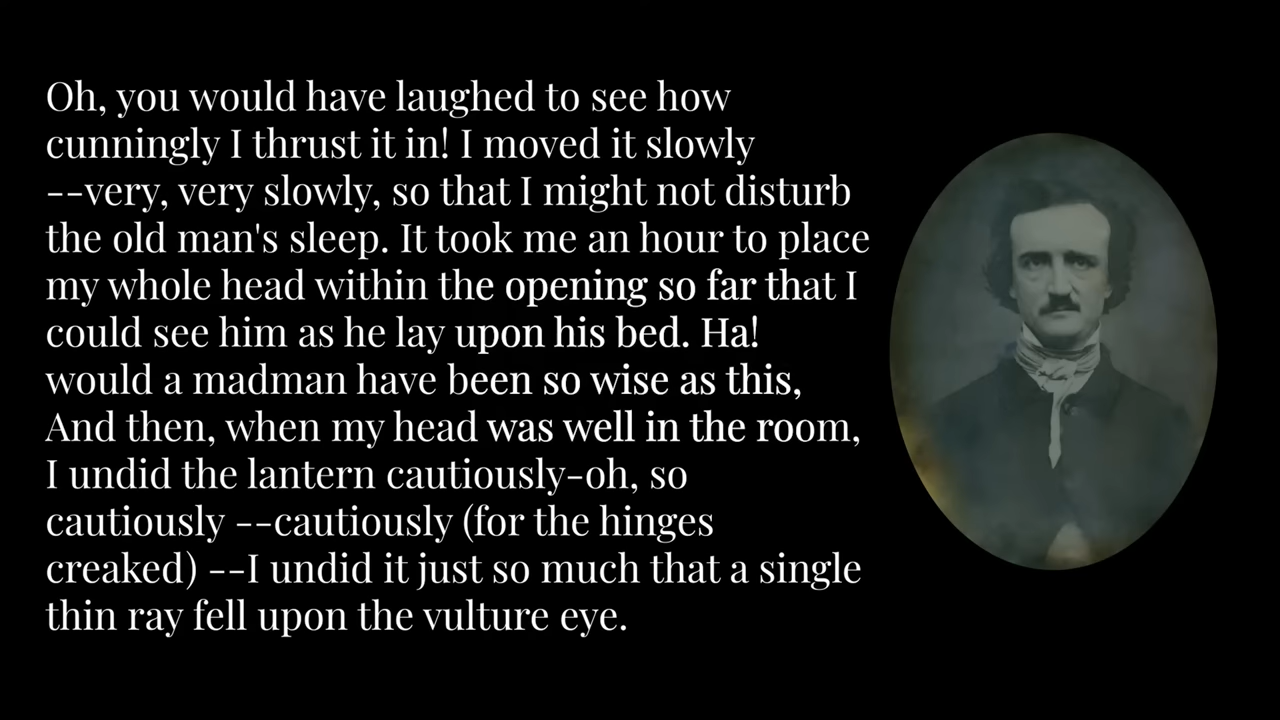 Oh, you would have laughed to see how
cunningly I thrust it in! I moved it slowly
--very, very slowly, so that I might not disturb
the old man's sleep. It took me an hour to place
my whole head within the opening so far that I
could see him as he lay upon his bed. Ha!
would a madman have been so wise as this,
And then, when my head was well in the room,
I undid the lantern cautiously-oh, so
cautiously --cautiously (for the hinges
creaked) --I undid it just so much that a single
thin ray fell upon the vulture eye.